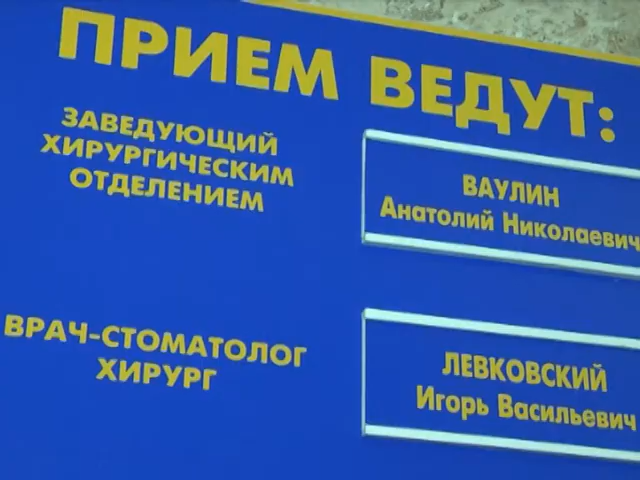 ПРИЕМ ВЕДУТ:
ЗАВЕДУЮЩИЙ
ХИРУРГИЧЕСКИМ
ОТДЕЛЕНИЕМ
ВАУЛИН
Анатолий Николаевич
ВРАЧ-СТОМАТОЛОГ
ХИРУРГ
ЛЕВКОВСКИЙ
Игорь Васильевич